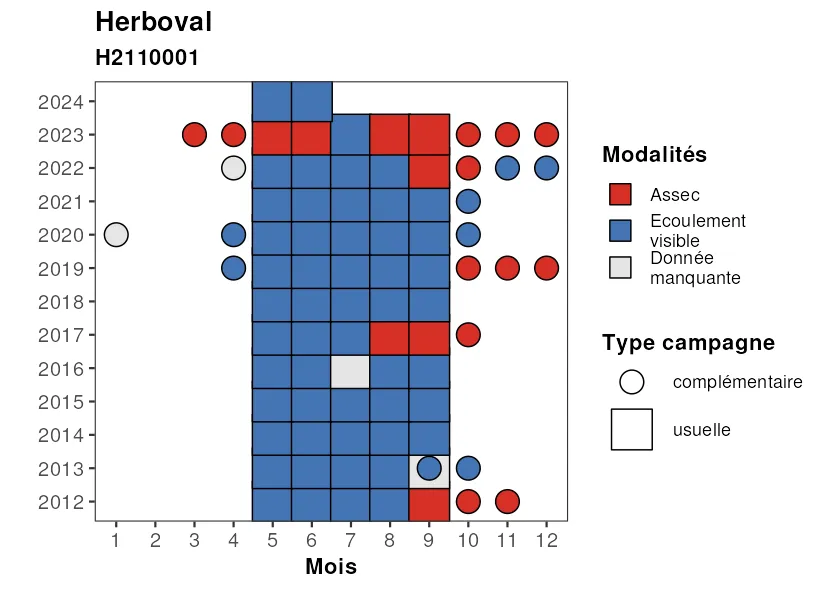 Herboval
H2110001
2024
2023
2022
2021
2020
2019
2018
2017
2016
2015
2014
2013
2012
1 2 3 4 5 6 7 8 9 10 11 12
Mois
Modalités
Assec
Ecoulement
visible
Donnée
manquante
Type campagne
complémentaire
usuelle